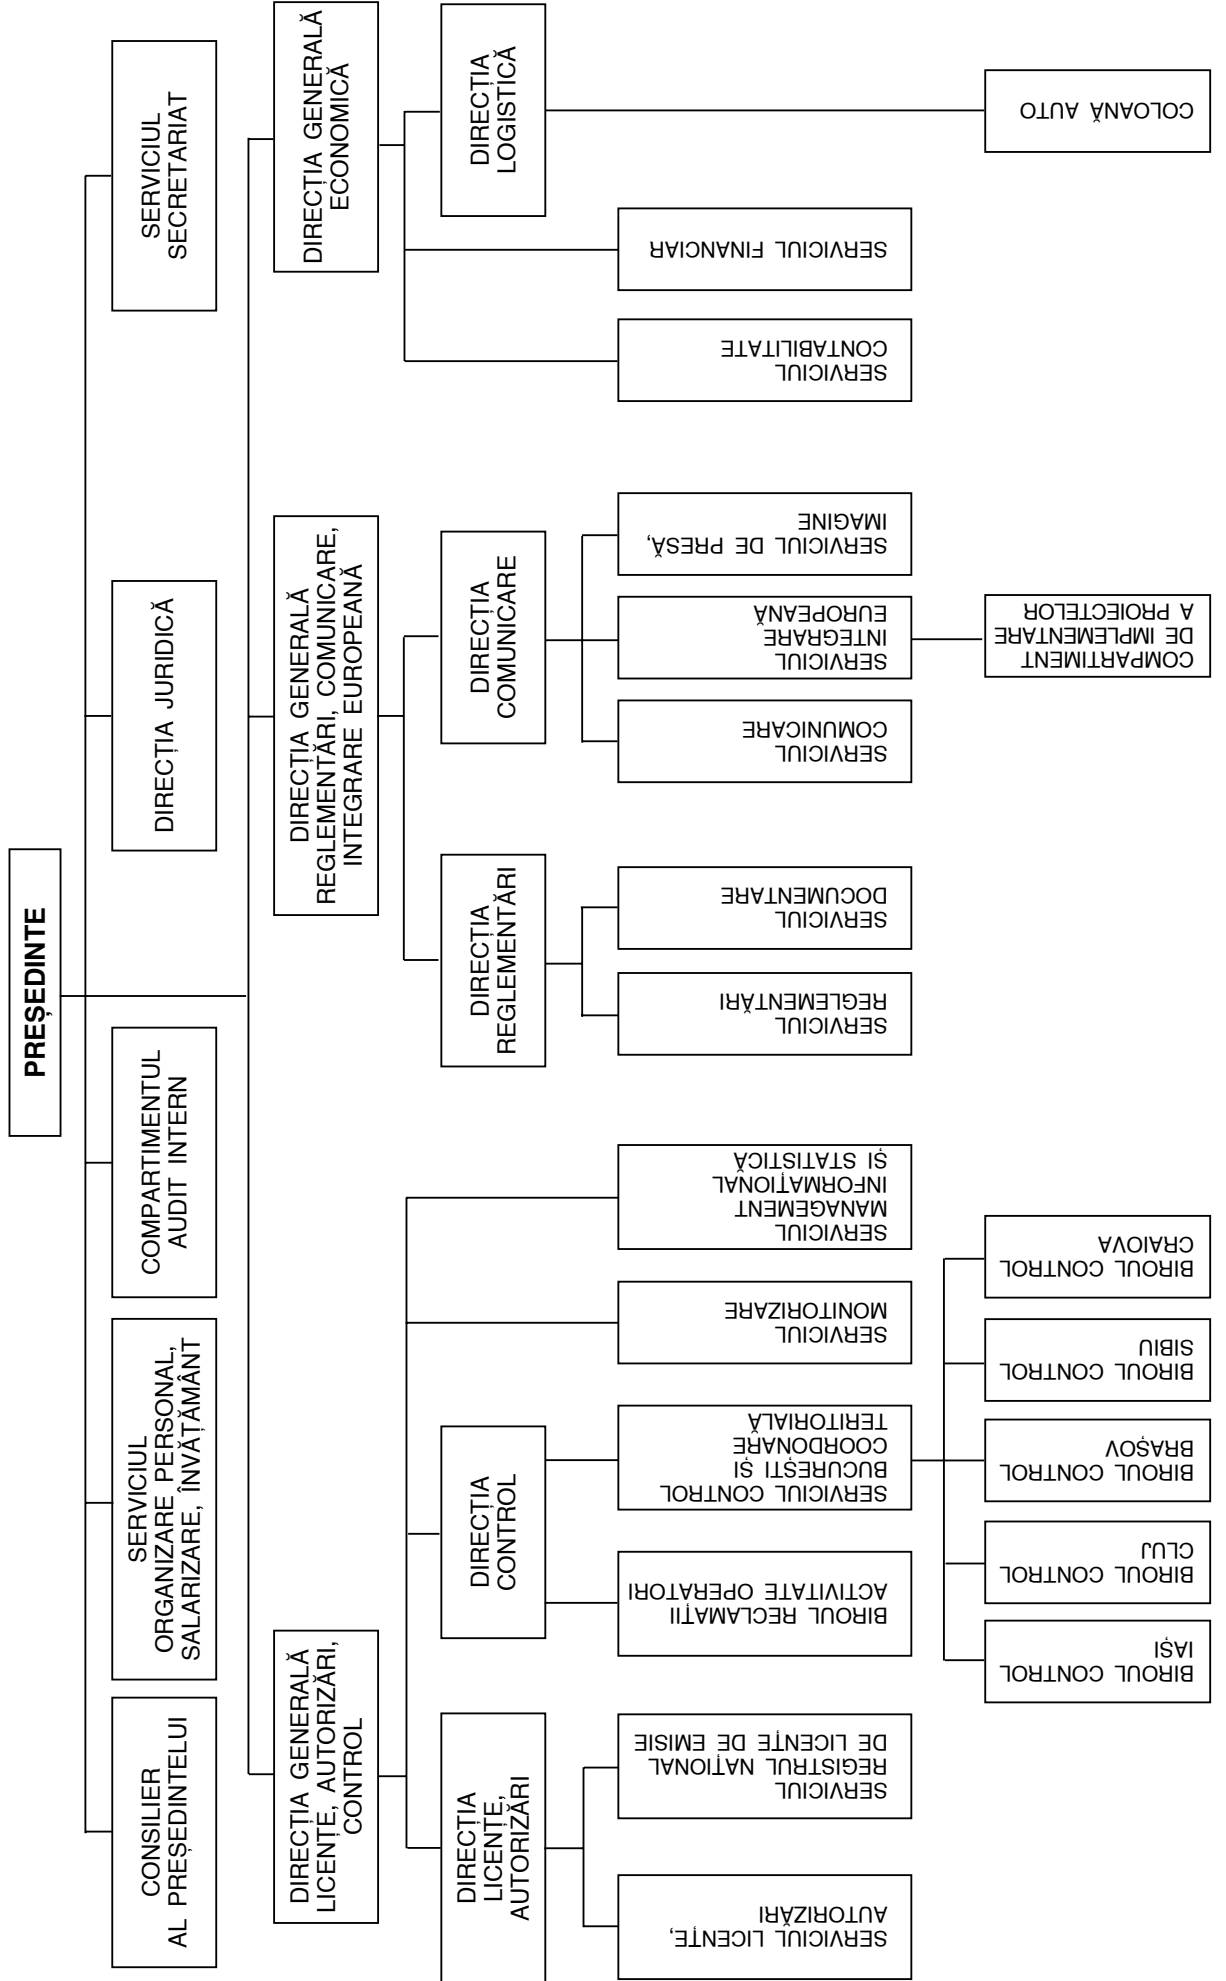 PREȘEDINTE
CONSILIER
AL PREȘEDINTELUI
SERVICIUL
ORGANIZARE PERSONAL,
SALARIZARE, ÎNVĂȚĂMÂNT
COMPARTIMENTUL
AUDIT INTERN
DIRECȚIA JURIDICĂ
SERVICIUL
SECRETARIAT
DIRECȚIA GENERALĂ
LICENȚE, AUTORIZĂRI,
CONTROL
DIRECȚIA GENERALĂ
REGLEMENTĂRI, COMUNICARE,
INTEGRARE EUROPEANĂ
DIRECȚIA GENERALĂ
ECONOMICĂ
DIRECȚIA
LICENȚE,
AUTORIZĂRI
DIRECȚIA
CONTROL
DIRECȚIA
REGLEMENTĂRI
DIRECȚIA
COMUNICARE
DIRECȚIA
LOGISTICĂ
SERVICIUL LICENȚE,
AUTORIZĂRI
SERVICIUL
REGISTRUL NAȚIONAL
DE LICENȚE DE EMISIE
BIROUL RECLAMAȚII
ACTIVITATE OPERATORI
SERVICIUL CONTROL
BUCUREȘTI ȘI
COORDONARE
TERITORIALĂ
SERVICIUL
MONITORIZARE
SERVICIUL
MANAGEMENT
INFORMAȚIONAL
ȘI STATISTICĂ
SERVICIUL
REGLEMENTĂRI
SERVICIUL
DOCUMENTARE
SERVICIUL
COMUNICARE
SERVICIUL
INTEGRARE
EUROPEANĂ
SERVICIUL DE PRESĂ,
IMAGINE
SERVICIUL
CONTABILITATE
SERVICIUL FINANCIAR
BIROUL CONTROL
IAȘI
BIROUL CONTROL
CLUJ
BIROUL CONTROL
BRAȘOV
BIROUL CONTROL
SIBIU
BIROUL CONTROL
CRAIOVA
COMPARTIMENT
DE IMPLEMENTARE
A PROIECTELOR
COLOANĂ AUTO